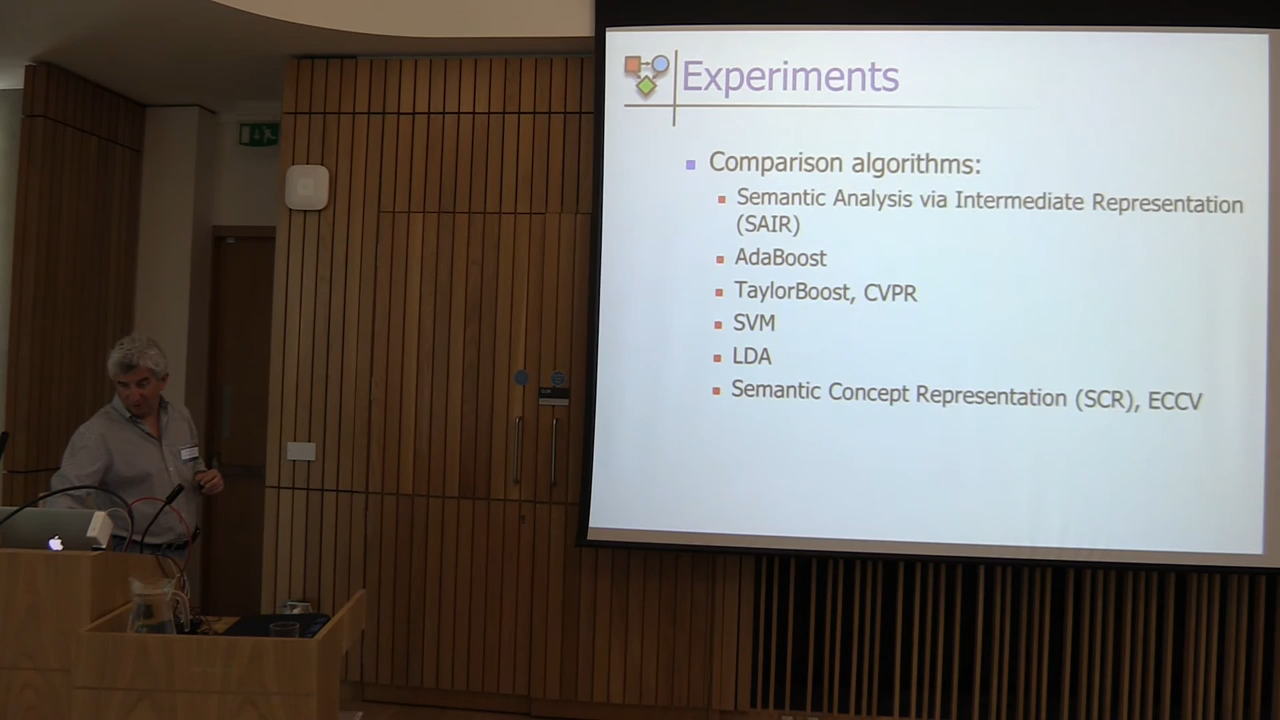 Experiments
Comparison algorithms:
Semantic Analysis via Intermediate Representation
(SAIR)
AdaBoost
TaylorBoost, CVPR
SVM
LDA
Semantic Concept Representation (SCR), ECCV